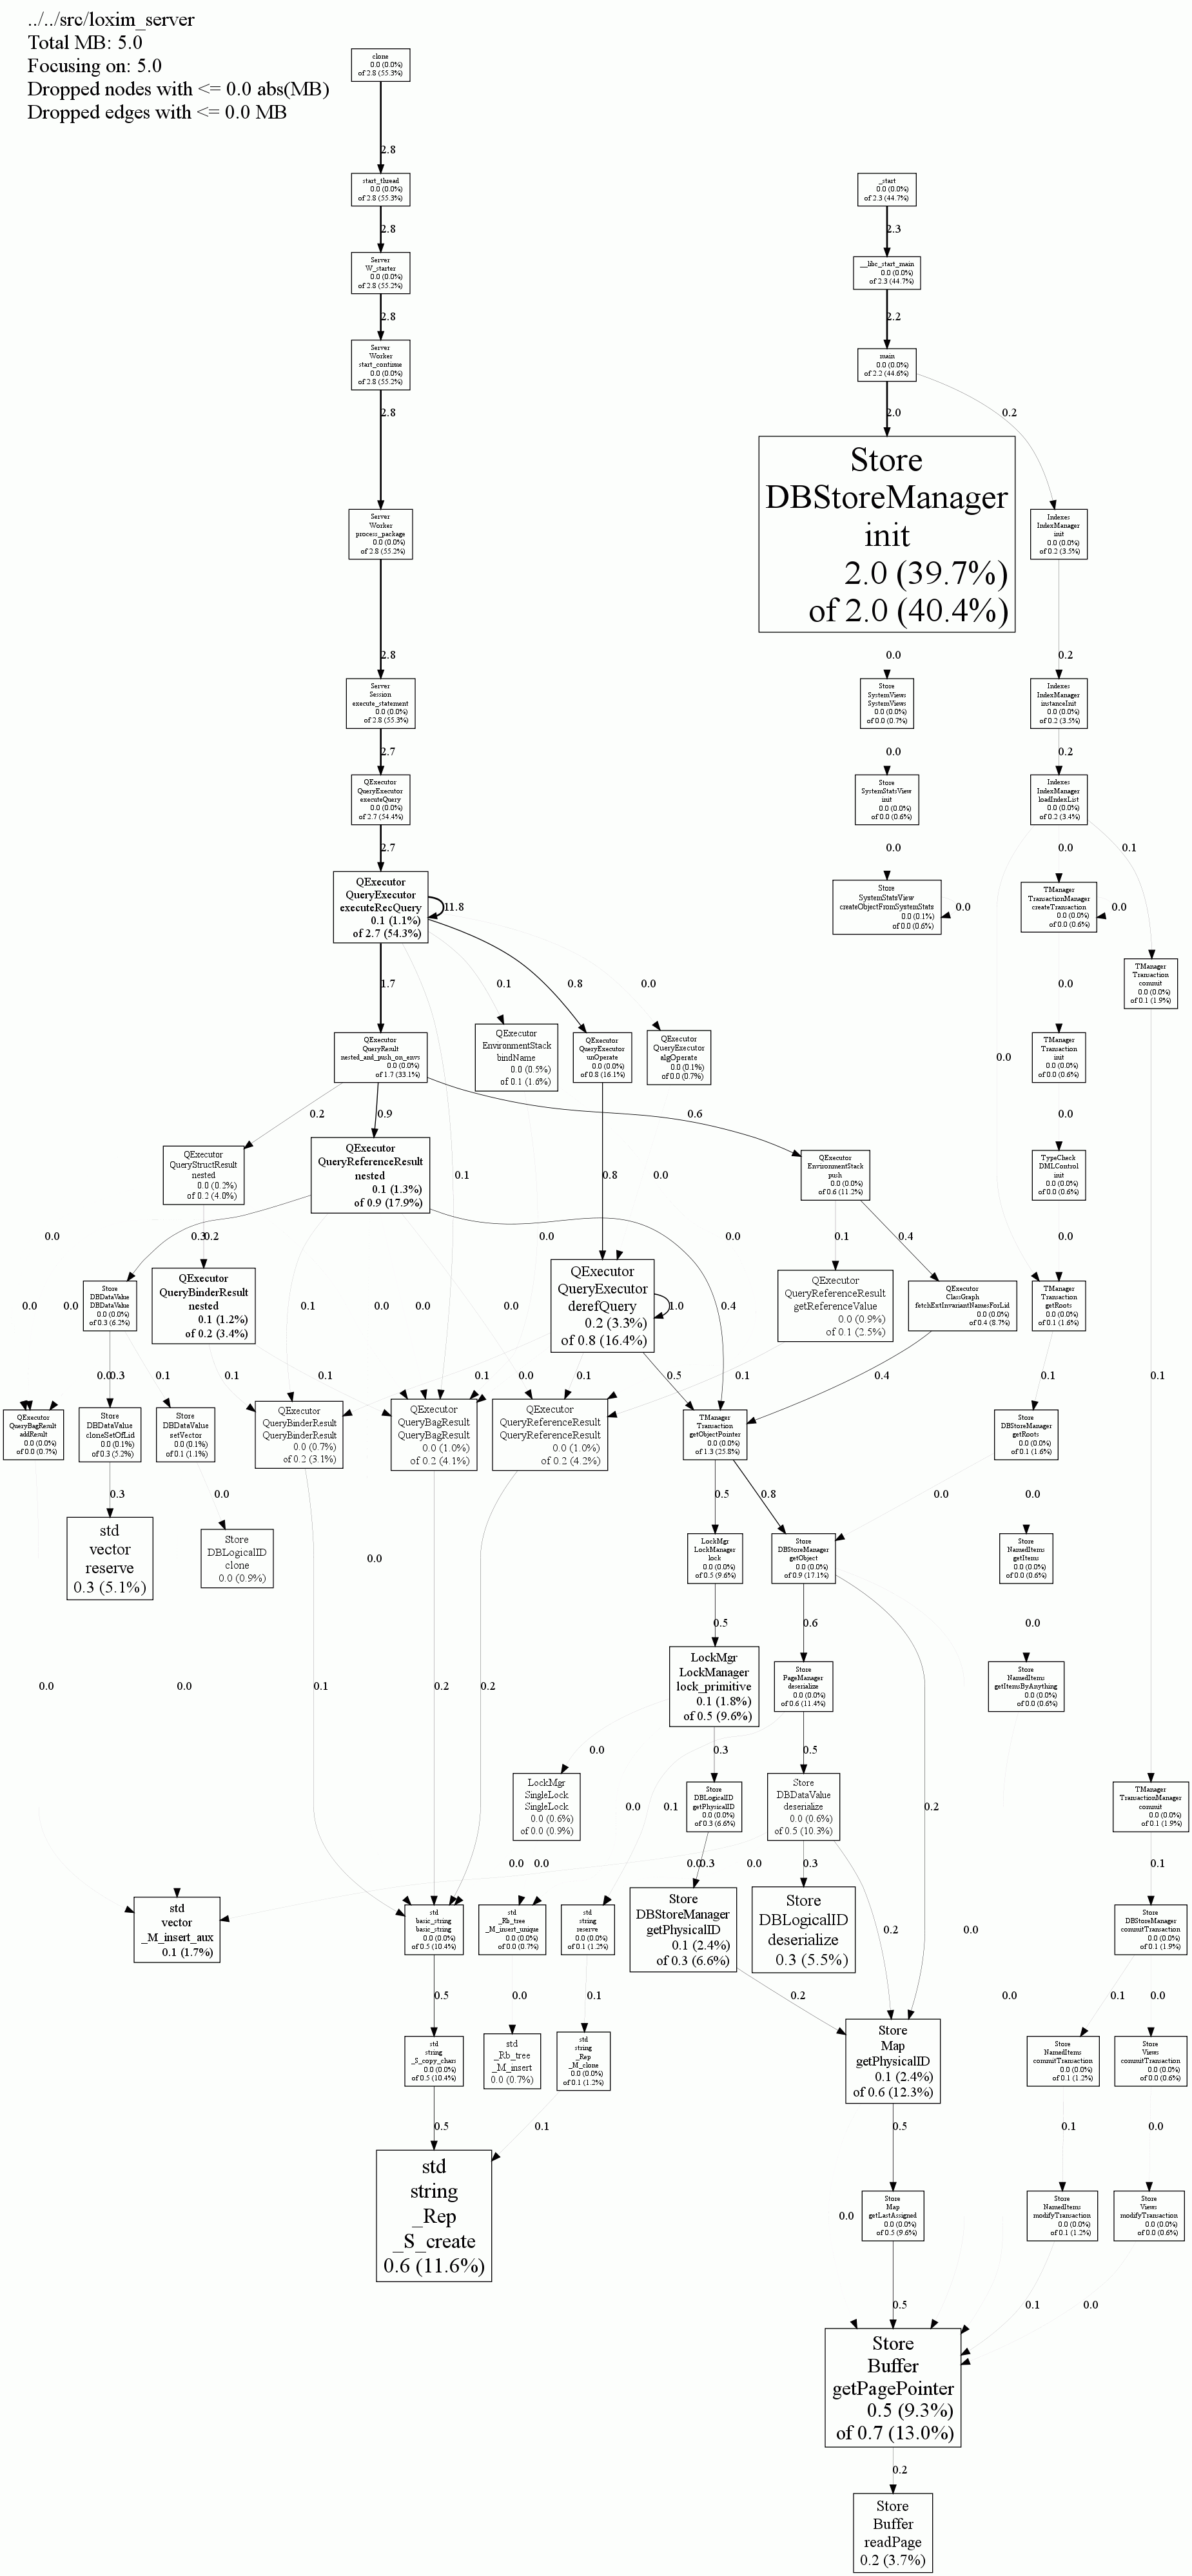 ../../src/loxim_server
Total MB: 5.0
Focusing on: 5.0
Dropped nodes with <= 0.0 abs(MB)
Dropped edges with <= 0.0 MB
clone
0.0 (0.0%)
of 2.8 (55.3%)
2.8
start_thread
0.0 (0.0%)
of 2.8 (55.3%)
_start
0.0 (0.0%)
of 2.3 (44.7%)
2.8
2.3
Server
W_starter
0.0 (0.0%)
of 2.8 (55.2%)
__libc_start_main
0.0 (0.0%)
of 2.3 (44.7%)
2.8
2.2
Server
Worker
start_continue
0.0 (0.0%)
of 2.8 (55.2%)
main
0.0 (0.0%)
of 2.2 (44.6%)
2.8
2.0
0.2
Store
DBStoreManager
init
2.0 (39.7%)
of 2.0 (40.4%)
Server
Worker
process_package
0.0 (0.0%)
of 2.8 (55.2%)
Indexes
IndexManager
init
0.0 (0.0%)
of 0.2 (3.5%)
2.8
0.0
0.2
Server
Session
execute_statement
0.0 (0.0%)
of 2.8 (55.3%)
Store
SystemViews
SystemViews
0.0 (0.0%)
of 0.0 (0.7%)
Indexes
IndexManager
instanceInit
0.0 (0.0%)
of 0.2 (3.5%)
2.7
0.0
0.2
QExecutor
QueryExecutor
executeQuery
0.0 (0.0%)
of 2.7 (54.4%)
Store
SystemStatsView
init
0.0 (0.0%)
of 0.0 (0.6%)
Indexes
IndexManager
loadIndexList
0.0 (0.0%)
of 0.2 (3.4%)
2.7
0.0
0.0
0.1
QExecutor
QueryExecutor
executeRecQuery
0.1 (1.1%)
of 2.7 (54.3%)
11.8
Store
SystemStatsView
createObjectFromSystemStats
0.0 (0.1%)
of 0.0 (0.6%)
0.0
TManager
TransactionManager
createTransaction
0.0 (0.0%)
of 0.0 (0.6%)
0.0
TManager
Transaction
commit
0.0 (0.0%)
of 0.1 (1.9%)
1.7
0.1
0.8
0.0
0.0
QExecutor
QueryResult
nested_and_push_on_envs
0.0 (0.0%)
of 1.7 (33.1%)
QExecutor
EnvironmentStack
bindName
0.0 (0.5%)
of 0.1 (1.6%)
QExecutor
QueryExecutor
unOperate
0.0 (0.0%)
of 0.8 (16.1%)
QExecutor
QueryExecutor
algOperate
0.0 (0.1%)
of 0.0 (0.7%)
0.0
TManager
Transaction
init
0.0 (0.0%)
of 0.0 (0.6%)
0.2
0.9
0.6
0.0
QExecutor
QueryStructResult
nested
0.0 (0.2%)
of 0.2 (4.0%)
QExecutor
QueryReferenceResult
nested
0.1 (1.3%)
of 0.9 (17.9%)
0.1
0.8
0.0
QExecutor
EnvironmentStack
push
0.0 (0.0%)
of 0.6 (11.2%)
TypeCheck
DMLControl
init
0.0 (0.0%)
of 0.0 (0.6%)
0.0
0.3
0.2
0.0
0.0
0.1
0.4
0.0
0.0
0.0
Store
DBDataValue
DBDataValue
0.0 (0.0%)
of 0.3 (6.2%)
QExecutor
QueryBinderResult
nested
0.1 (1.2%)
of 0.2 (3.4%)
0.1
0.0
0.0
0.0
QExecutor
QueryExecutor
derefQuery
0.2 (3.3%)
of 0.8 (16.4%)
1.0
0.4
QExecutor
QueryReferenceResult
getReferenceValue
0.0 (0.9%)
of 0.1 (2.5%)
QExecutor
ClassGraph
fetchExtInvariantNamesForLid
0.0 (0.0%)
of 0.4 (8.7%)
TManager
Transaction
getRoots
0.0 (0.0%)
of 0.1 (1.6%)
0.0
0.3
0.1
0.1
0.1
0.1
0.0
0.1
0.5
0.1
0.4
0.1
0.1
QExecutor
QueryBagResult
addResult
0.0 (0.0%)
of 0.0 (0.7%)
Store
DBDataValue
cloneSetOfLid
0.0 (0.1%)
of 0.3 (5.2%)
Store
DBDataValue
setVector
0.0 (0.1%)
of 0.1 (1.1%)
QExecutor
QueryBinderResult
QueryBinderResult
0.0 (0.7%)
of 0.2 (3.1%)
QExecutor
QueryBagResult
QueryBagResult
0.0 (1.0%)
of 0.2 (4.1%)
QExecutor
QueryReferenceResult
QueryReferenceResult
0.0 (1.0%)
of 0.2 (4.2%)
TManager
Transaction
getObjectPointer
0.0 (0.0%)
of 1.3 (25.8%)
Store
DBStoreManager
getRoots
0.0 (0.0%)
of 0.1 (1.6%)
0.3
0.0
0.5
0.8
0.0
0.0
std
vector
reserve
0.3 (5.1%)
Store
DBLogicalID
clone
0.0 (0.9%)
0.0
LockMgr
LockManager
lock
0.0 (0.0%)
of 0.5 (9.6%)
Store
DBStoreManager
getObject
0.0 (0.0%)
of 0.9 (17.1%)
Store
NamedItems
getItems
0.0 (0.0%)
of 0.0 (0.6%)
0.5
0.6
0.0
0.0
0.0
0.1
0.2
0.2
LockMgr
LockManager
lock_primitive
0.1 (1.8%)
of 0.5 (9.6%)
Store
PageManager
deserialize
0.0 (0.0%)
of 0.6 (11.4%)
Store
NamedItems
getItemsByAnything
0.0 (0.0%)
of 0.0 (0.6%)
0.0
0.3
0.5
LockMgr
SingleLock
SingleLock
0.0 (0.6%)
of 0.0 (0.9%)
0.0
0.1
Store
DBLogicalID
getPhysicalID
0.0 (0.0%)
of 0.3 (6.6%)
Store
DBDataValue
deserialize
0.0 (0.6%)
of 0.5 (10.3%)
0.2
TManager
TransactionManager
commit
0.0 (0.0%)
of 0.1 (1.9%)
0.0
0.0
0.0
0.3
0.0
0.3
0.1
std
vector
_M_insert_aux
0.1 (1.7%)
std
basic_string
basic_string
0.0 (0.0%)
of 0.5 (10.4%)
std
_Rb_tree
_M_insert_unique
0.0 (0.0%)
of 0.0 (0.7%)
std
string
reserve
0.0 (0.0%)
of 0.1 (1.2%)
Store
DBStoreManager
getPhysicalID
0.1 (2.4%)
of 0.3 (6.6%)
Store
DBLogicalID
deserialize
0.3 (5.5%)
0.2
0.0
Store
DBStoreManager
commitTransaction
0.0 (0.0%)
of 0.1 (1.9%)
0.5
0.0
0.1
0.2
0.0
0.1
0.0
std
string
_S_copy_chars
0.0 (0.0%)
of 0.5 (10.4%)
std
_Rb_tree
_M_insert
0.0 (0.7%)
std
string
_Rep
_M_clone
0.0 (0.0%)
of 0.1 (1.2%)
Store
Map
getPhysicalID
0.1 (2.4%)
of 0.6 (12.3%)
Store
NamedItems
commitTransaction
0.0 (0.0%)
of 0.1 (1.2%)
Store
Views
commitTransaction
0.0 (0.0%)
of 0.0 (0.6%)
0.5
0.1
0.5
0.1
0.0
std
string
_Rep
_S_create
0.6 (11.6%)
0.0
Store
Map
getLastAssigned
0.0 (0.0%)
of 0.5 (9.6%)
Store
NamedItems
modifyTransaction
0.0 (0.0%)
of 0.1 (1.2%)
Store
Views
modifyTransaction
0.0 (0.0%)
of 0.0 (0.6%)
0.5
0.1
0.0
Store
Buffer
getPagePointer
0.5 (9.3%)
of 0.7 (13.0%)
0.2
Store
Buffer
readPage
0.2 (3.7%)